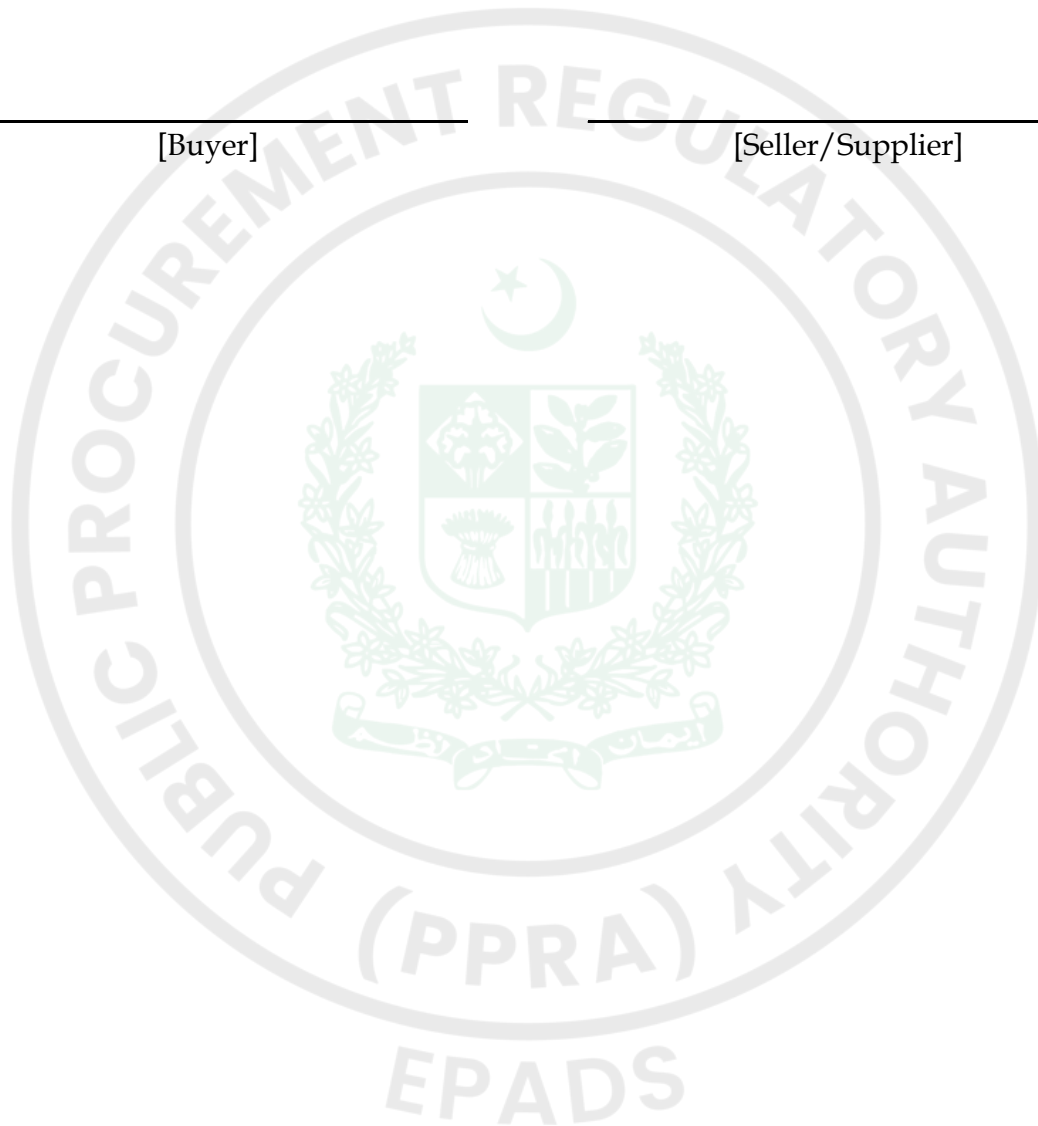 [Buyer] [Seller/Supplier]
PUBLIC PROCUREMENT REGULATORY AUTHORITY
(PPRA)
EPADS